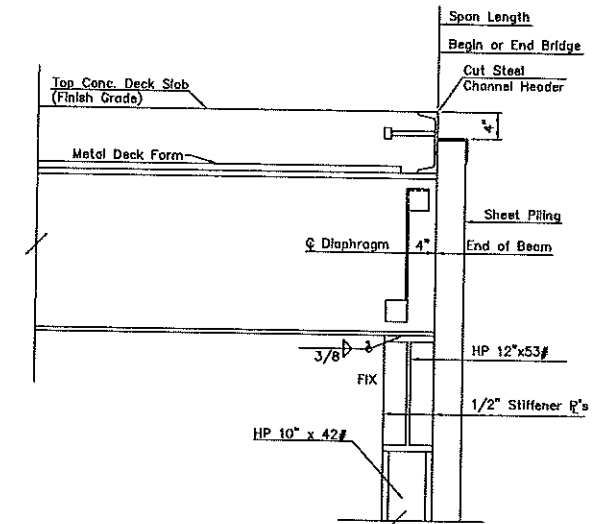 Span Length
Begin or End Bridge
Cut Steel
Channel Header
Top Conc. Deck Slab
(Finish Grade)
4"
Metal Deck Form
Sheet Piling
℄ Diaphragm
4"
End of Beam
3/8
HP 12"x53#
FIX
1/2" Stiffener ⅊'s
HP 10" x 42#